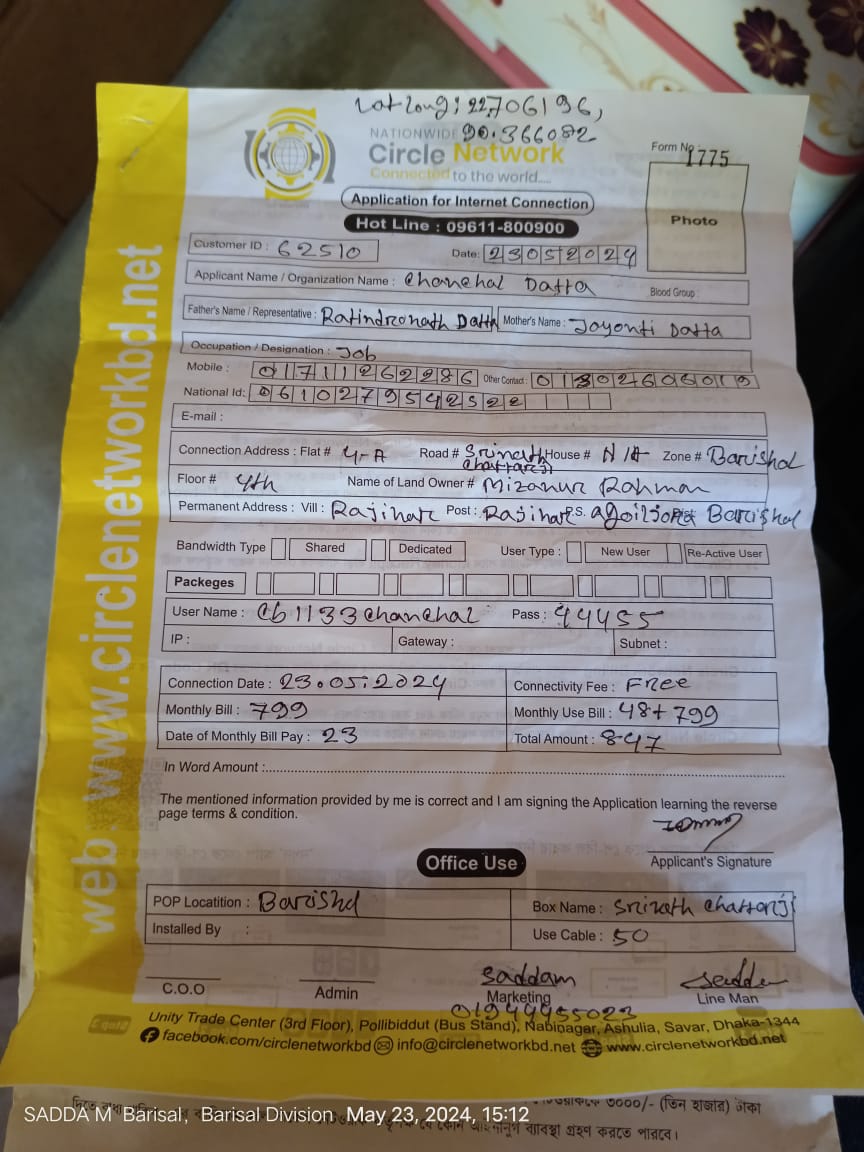 Lat Long: 22.706196,
90.366082
NATIONWIDE
Circle Network
Connected to the world....
Form No 1775
Photo
Application for Internet Connection
Hot Line : 09611-800900
Customer ID : 62510 Date: 23052024
Applicant Name / Organization Name : Chanchal Datta Blood Group :
Father's Name / Representative : Ratindronath Datta Mother's Name : Jayonti Datta
Occupation / Designation : Job
Mobile : 01711262286 Other Contact :
National Id:
E-mail :
Connection Address : Flat # 4-A Road # Srinath Chattarji House # N/A Zone # Barishal
Floor # 4th Name of Land Owner # Mizanur Rahman
Permanent Address : Vill : Rajihar Post : Rajihar P.S. agoiljora Dist Barishal
Bandwidth Type Shared Dedicated User Type : New User Re-Active User
Packeges
User Name : cb1133chanchal Pass : 44455
IP : Gateway : Subnet :
Connection Date : 23.05.2024 Connectivity Fee : Free
Monthly Bill : 799 Monthly Use Bill : 48+799
Date of Monthly Bill Pay : 23 Total Amount : 847
In Word Amount :
The mentioned information provided by me is correct and I am signing the Application learning the reverse
page terms & condition.
Applicant's Signature
Office Use
POP Locatition : Barishal Box Name : Srinath Chattarji
Installed By : Use Cable : 50
saddam
C.O.O Admin Marketing Line Man
01944455023
Unity Trade Center (3rd Floor), Pollibiddut (Bus Stand), Nabinagar, Ashulia, Savar, Dhaka-1344
facebook.com/circlenetworkbd info@circlenetworkbd.net www.circlenetworkbd.net
web : www.circlenetworkbd.net
৩০০০/- (তিন হাজার) টাকা
ব্যবস্থা গ্রহণ করতে পারবে।
SADDA M Barisal, Barisal Division May 23, 2024, 15:12